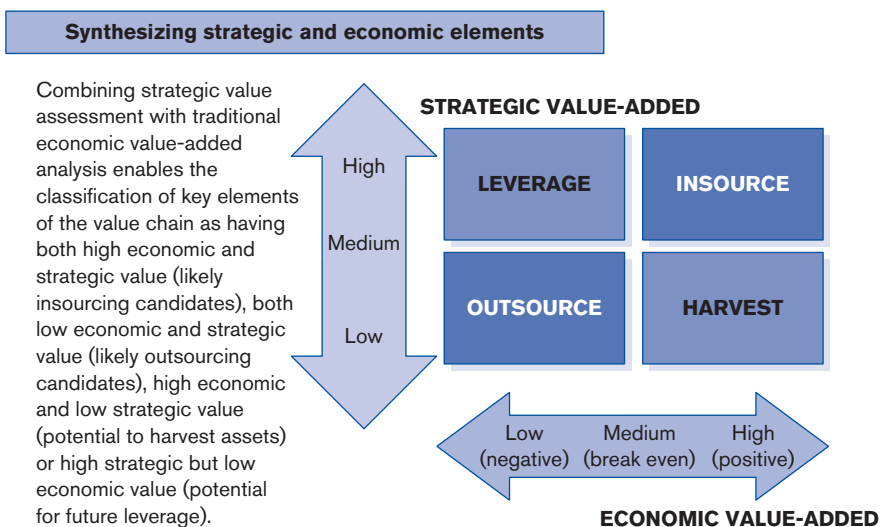 Synthesizing strategic and economic elements
Combining strategic value
assessment with traditional
economic value-added
analysis enables the
classification of key elements
of the value chain as having
both high economic and
strategic value (likely
insourcing candidates), both
low economic and strategic
value (likely outsourcing
candidates), high economic
and low strategic value
(potential to harvest assets)
or high strategic but low
economic value (potential
for future leverage).
High
Medium
Low
STRATEGIC VALUE-ADDED
LEVERAGE
INSOURCE
OUTSOURCE
HARVEST
Low
(negative)
Medium
(break even)
High
(positive)
ECONOMIC VALUE-ADDED